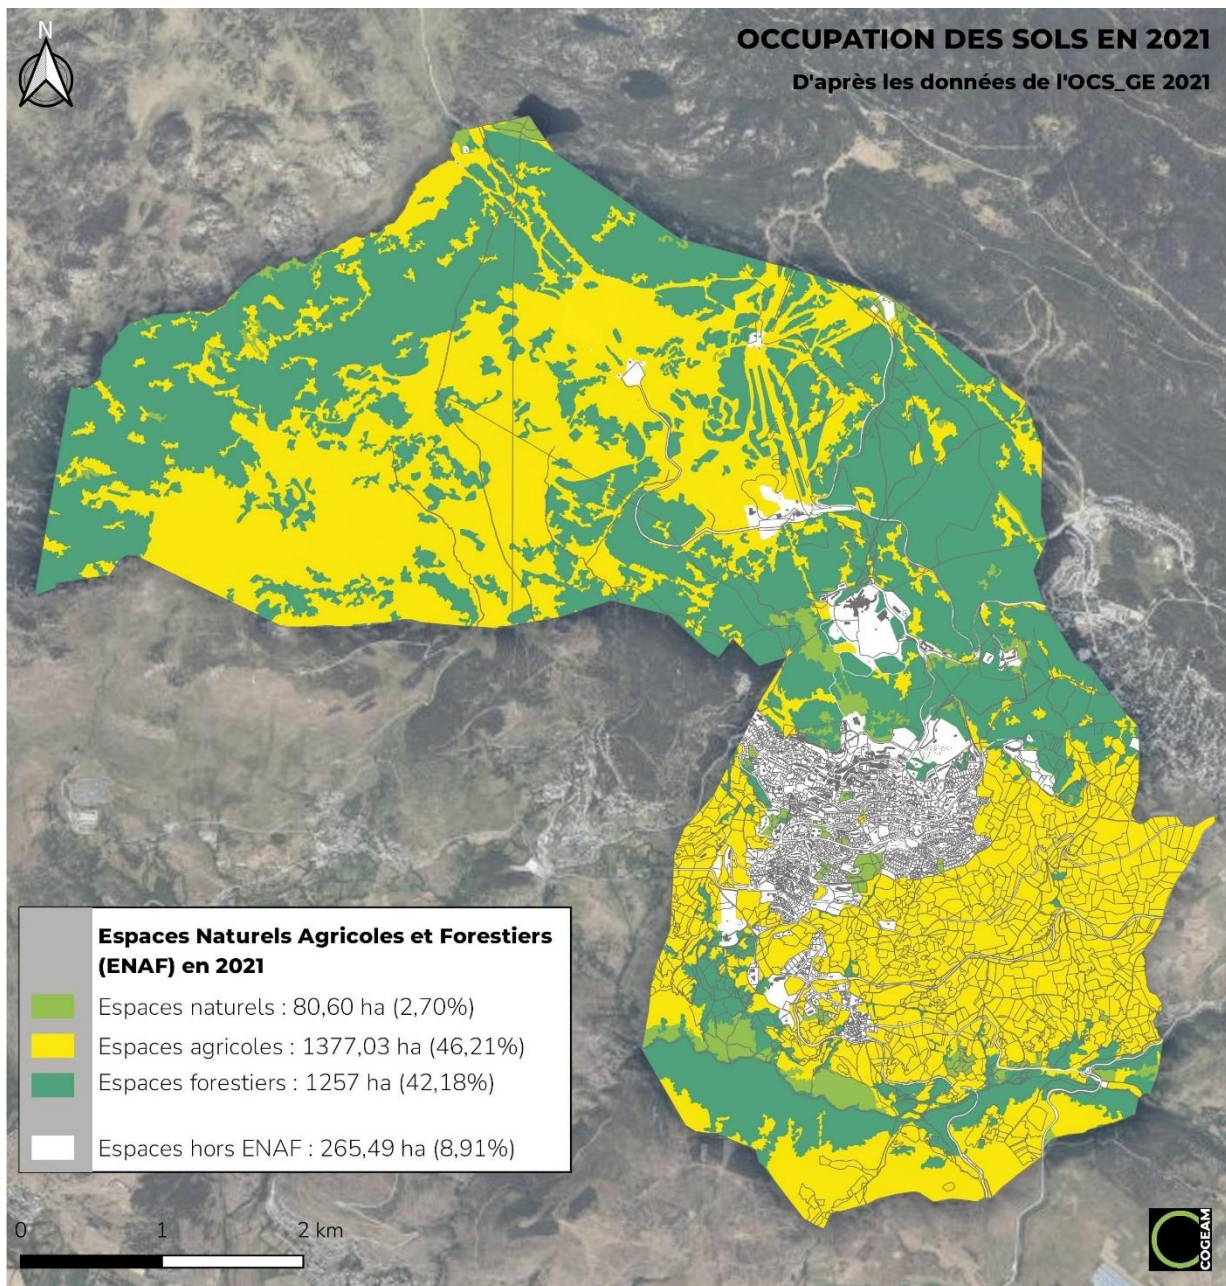 N
OCCUPATION DES SOLS EN 2021
D'après les données de l'OCS_GE 2021
Espaces Naturels Agricoles et Forestiers
(ENAF) en 2021
Espaces naturels : 80,60 ha (2,70%)
Espaces agricoles : 1377,03 ha (46,21%)
Espaces forestiers : 1257 ha (42,18%)
Espaces hors ENAF : 265,49 ha (8,91%)
0 1 2 km
COGEAM